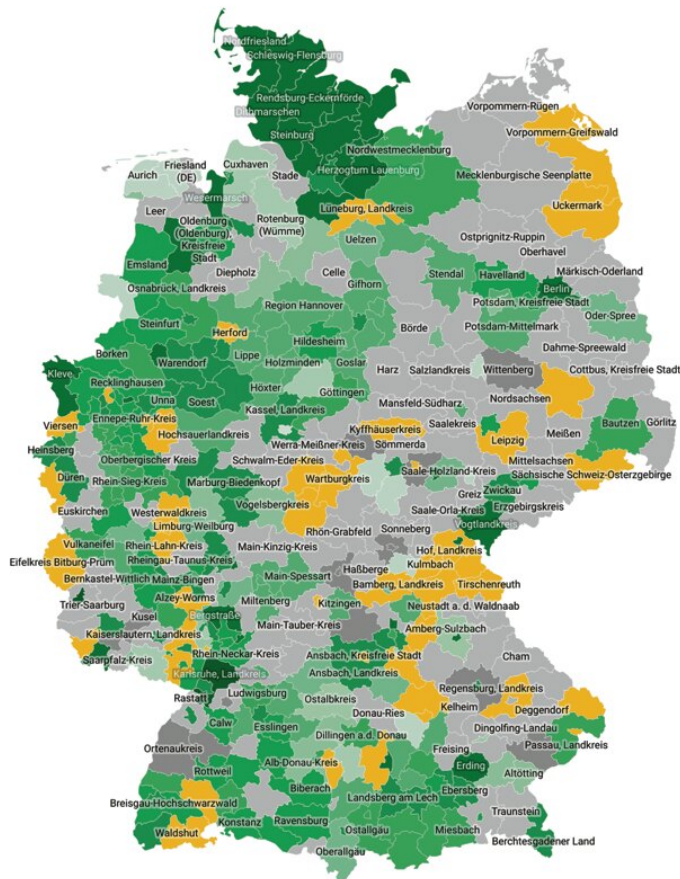 Nordfriesland
Schleswig-Flensburg
Rendsburg-Eckernförde
Dithmarschen
Steinburg
Vorpommern-Rügen
Vorpommern-Greifswald
Nordwestmecklenburg
Herzogtum Lauenburg
Mecklenburgische Seenplatte
Cuxhaven
Friesland
(DE)
Aurich
Stade
Wesermarsch
Leer
Lüneburg, Landkreis
Uckermark
Oldenburg
(Oldenburg),
Kreisfreie
Stadt
Rotenburg
(Wümme)
Uelzen
Ostprignitz-Ruppin
Oberhavel
Emsland
Diepholz
Celle
Gifhorn
Stendal
Havelland
Märkisch-Oderland
Osnabrück, Landkreis
Berlin
Region Hannover
Potsdam, Kreisfreie Stadt
Oder-Spree
Steinfurt
Herford
Hildesheim
Börde
Potsdam-Mittelmark
Borken
Warendorf
Lippe
Holzminden
Goslar
Harz
Salzlandkreis
Wittenberg
Dahme-Spreewald
Cottbus, Kreisfreie Stadt
Kleve
Recklinghausen
Unna
Soest
Höxter
Göttingen
Mansfeld-Südharz
Nordsachsen
Viersen
Ennepe-Ruhr-Kreis
Hochsauerlandkreis
Kassel, Landkreis
Kyffhäuserkreis
Saalekreis
Leipzig
Meißen
Bautzen
Görlitz
Heinsberg
Oberbergischer Kreis
Schwalm-Eder-Kreis
Werra-Meißner-Kreis
Sömmerda
Mittelsachsen
Düren
Rhein-Sieg-Kreis
Marburg-Biedenkopf
Wartburgkreis
Saale-Holzland-Kreis
Sächsische Schweiz-Osterzgebirge
Euskirchen
Westerwaldkreis
Vogelsbergkreis
Greiz
Zwickau
Limburg-Weilburg
Rhön-Grabfeld
Saale-Orla-Kreis
Erzgebirgskreis
Sonneberg
Vogtlandkreis
Vulkaneifel
Rhein-Lahn-Kreis
Main-Kinzig-Kreis
Hof, Landkreis
Eifelkreis Bitburg-Prüm
Rheingau-Taunus-Kreis
Haßberge
Kulmbach
Bernkastel-Wittlich
Mainz-Bingen
Main-Spessart
Bamberg, Landkreis
Tirschenreuth
Trier-Saarburg
Alzey-Worms
Miltenberg
Kitzingen
Neustadt a. d. Waldnaab
Kusel
Bergstraße
Main-Tauber-Kreis
Amberg-Sulzbach
Kaiserslautern, Landkreis
Saarpfalz-Kreis
Rhein-Neckar-Kreis
Ansbach, Kreisfreie Stadt
Ansbach, Landkreis
Cham
Karlsruhe, Landkreis
Regensburg, Landkreis
Rastatt
Ludwigsburg
Ostalbkreis
Kelheim
Deggendorf
Calw
Esslingen
Donau-Ries
Dingolfing-Landau
Dillingen a.d. Donau
Passau, Landkreis
Ortenaukreis
Freising
Rottweil
Alb-Donau-Kreis
Erding
Altötting
Biberach
Ebersberg
Breisgau-Hochschwarzwald
Landsberg am Lech
Traunstein
Waldshut
Konstanz
Ravensburg
Ostallgäu
Miesbach
Berchtesgadener Land
Oberallgäu